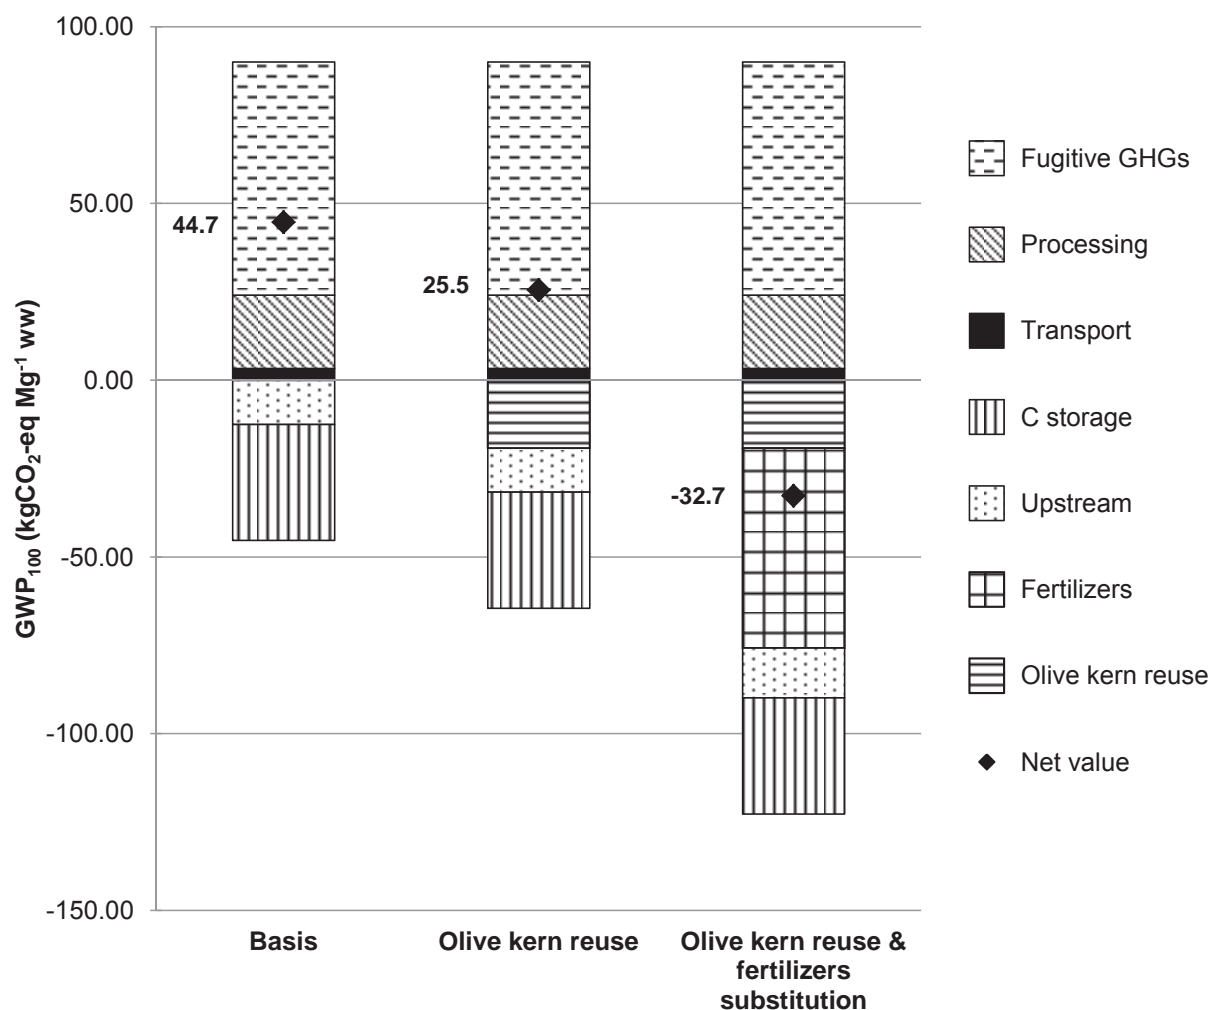 100.00
50.00
0.00
-50.00
-100.00
-150.00
GWP₁₀₀ (kgCO₂-eq Mg⁻¹ ww)
44.7
25.5
-32.7
Basis
Olive kern reuse
Olive kern reuse &
fertilizers
substitution
Fugitive GHGs
Processing
Transport
C storage
Upstream
Fertilizers
Olive kern reuse
Net value